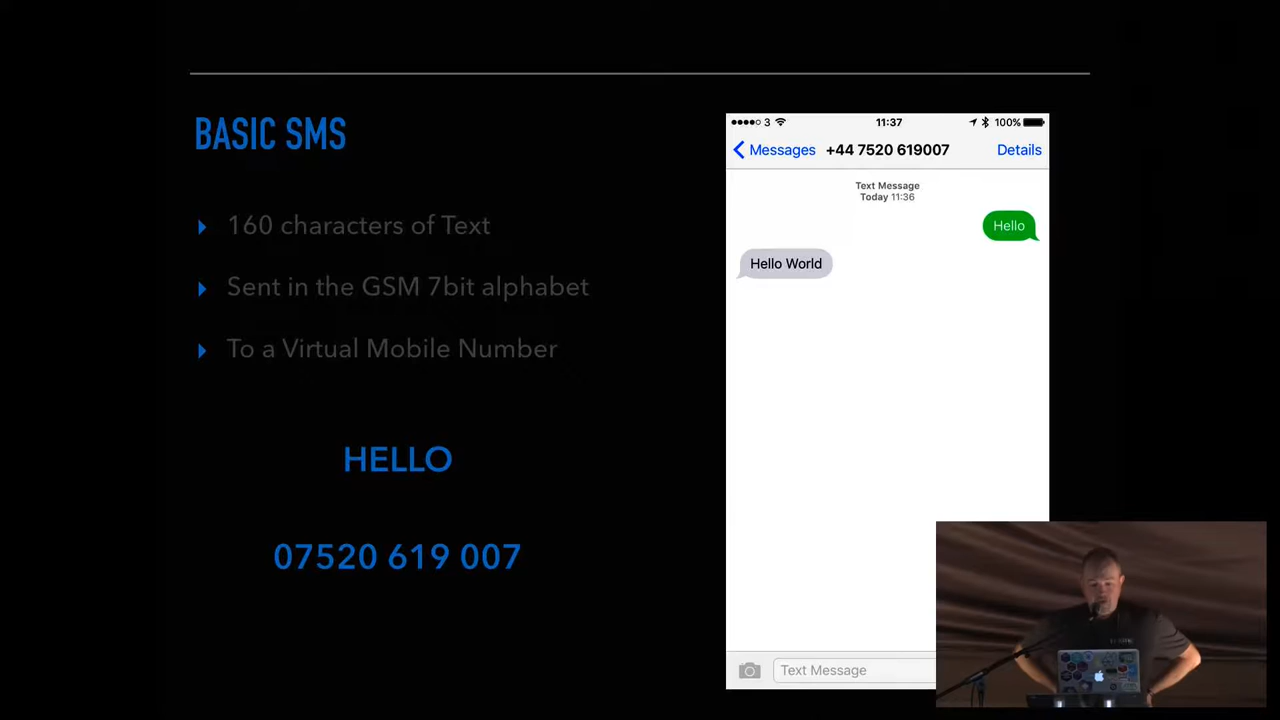 BASIC SMS
160 characters of Text
Sent in the GSM 7bit alphabet
To a Virtual Mobile Number
HELLO
07520 619 007
3 11:37 100%
Messages +44 7520 619007 Details
Text Message
Today 11:36
Hello
Hello World
Text Message